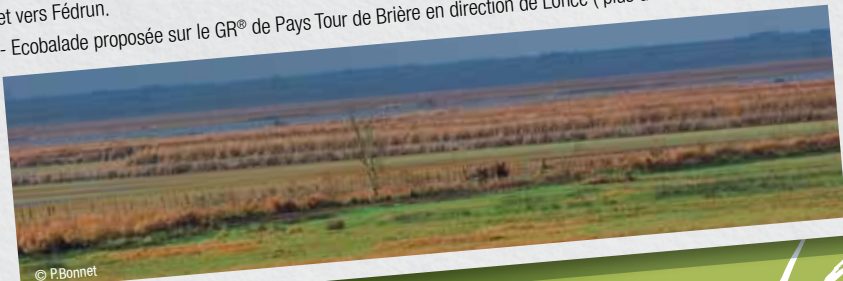 et vers Fédrun.
- Ecobalade proposée sur le GR® de Pays Tour de Brière en direction de
© P.Bonnet